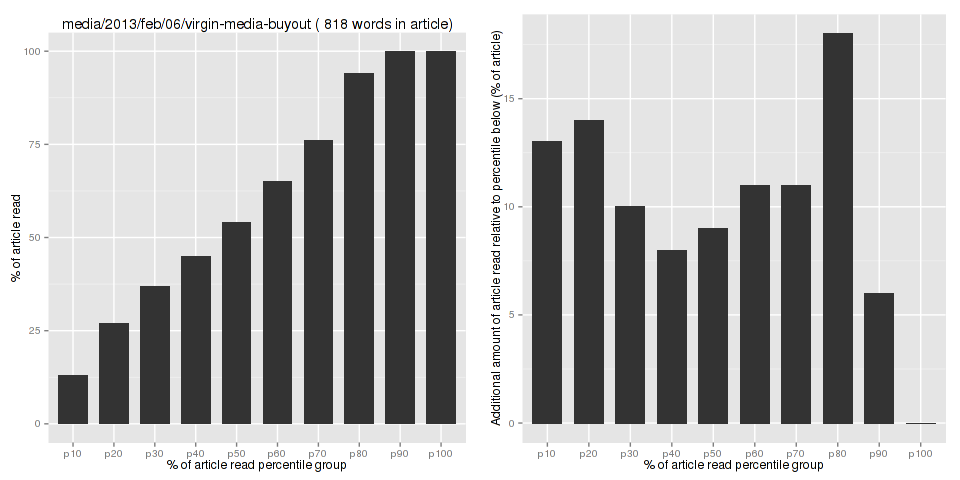 media/2013/feb/06/virgin-media-buyout ( 818 words in article)
% of article read
100
75
50
25
0
p10 p20 p30 p40 p50 p60 p70 p80 p90 p100
% of article read percentile group
Additional amount of article read relative to percentile below (% of article)
15
10
5
0
p10 p20 p30 p40 p50 p60 p70 p80 p90 p100
% of article read percentile group